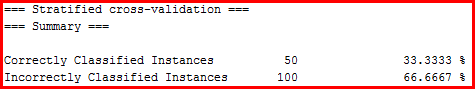 === Stratified cross-validation ===
=== Summary ===
Correctly Classified Instances 50 33.3333 %
Incorrectly Classified Instances 100 66.6667 %